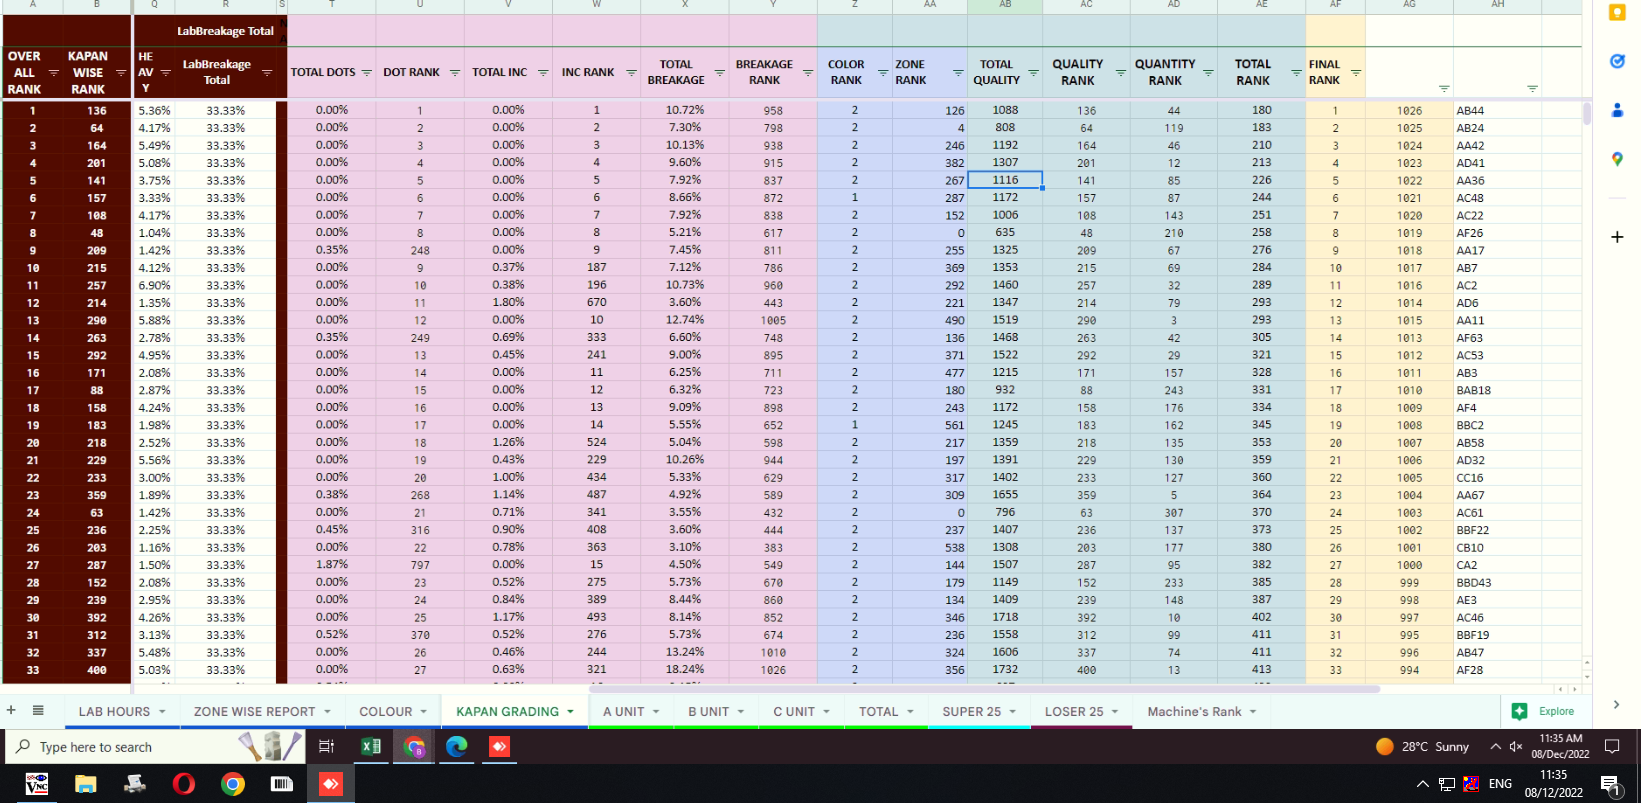 A B Q R S T U V W X Y Z AA AB AC AD AE AF AG AH
LabBreakage Total
OVER ALL RANK KAPAN WISE RANK HE AV Y LabBreakage Total TOTAL DOTS DOT RANK TOTAL INC INC RANK TOTAL BREAKAGE BREAKAGE RANK COLOR RANK ZONE RANK TOTAL QUALITY QUALITY RANK QUANTITY RANK TOTAL RANK FINAL RANK
1 136 5.36% 33.33% 0.00% 1 0.00% 1 10.72% 958 2 126 1088 136 44 180 1 1026 AB44
2 64 4.17% 33.33% 0.00% 2 0.00% 2 7.30% 798 2 4 808 64 119 183 2 1025 AB24
3 164 5.49% 33.33% 0.00% 3 0.00% 3 10.13% 938 2 246 1192 164 46 210 3 1024 AA42
4 201 5.08% 33.33% 0.00% 4 0.00% 4 9.60% 915 2 382 1307 201 12 213 4 1023 AD41
5 141 3.75% 33.33% 0.00% 5 0.00% 5 7.92% 837 2 267 1116 141 85 226 5 1022 AA36
6 157 3.33% 33.33% 0.00% 6 0.00% 6 8.66% 872 1 287 1172 157 87 244 6 1021 AC48
7 108 4.17% 33.33% 0.00% 7 0.00% 7 7.92% 838 2 152 1006 108 143 251 7 1020 AC22
8 48 1.04% 33.33% 0.00% 8 0.00% 8 5.21% 617 2 0 635 48 210 258 8 1019 AF26
9 209 1.42% 33.33% 0.35% 248 0.00% 9 7.45% 811 2 255 1325 209 67 276 9 1018 AA17
10 215 4.12% 33.33% 0.00% 9 0.37% 187 7.12% 786 2 369 1353 215 69 284 10 1017 AB7
11 257 6.90% 33.33% 0.00% 10 0.38% 196 10.73% 960 2 292 1460 257 32 289 11 1016 AC2
12 214 1.35% 33.33% 0.00% 11 1.80% 670 3.60% 443 2 221 1347 214 79 293 12 1014 AD6
13 290 5.88% 33.33% 0.00% 12 0.00% 10 12.74% 1005 2 490 1519 290 3 293 13 1015 AA11
14 263 2.78% 33.33% 0.35% 249 0.69% 333 6.60% 748 2 136 1468 263 42 305 14 1013 AF63
15 292 4.95% 33.33% 0.00% 13 0.45% 241 9.00% 895 2 371 1522 292 29 321 15 1012 AC53
16 171 2.08% 33.33% 0.00% 14 0.00% 11 6.25% 711 2 477 1215 171 157 328 16 1011 AB3
17 88 2.87% 33.33% 0.00% 15 0.00% 12 6.32% 723 2 180 932 88 243 331 17 1010 BAB18
18 158 4.24% 33.33% 0.00% 16 0.00% 13 9.09% 898 2 243 1172 158 176 334 18 1009 AF4
19 183 1.98% 33.33% 0.00% 17 0.00% 14 5.55% 652 1 561 1245 183 162 345 19 1008 BBC2
20 218 2.52% 33.33% 0.00% 18 1.26% 524 5.04% 598 2 217 1359 218 135 353 20 1007 AB58
21 229 5.56% 33.33% 0.00% 19 0.43% 229 10.26% 944 2 197 1391 229 130 359 21 1006 AD32
22 233 3.00% 33.33% 0.00% 20 1.00% 434 5.33% 629 2 317 1402 233 127 360 22 1005 CC16
23 359 1.89% 33.33% 0.38% 268 1.14% 487 4.92% 589 2 309 1655 359 5 364 23 1004 AA67
24 63 1.42% 33.33% 0.00% 21 0.71% 341 3.55% 432 2 0 796 63 307 370 24 1003 AC61
25 236 2.25% 33.33% 0.45% 316 0.90% 408 3.60% 444 2 237 1407 236 137 373 25 1002 BBF22
26 203 1.16% 33.33% 0.00% 22 0.78% 363 3.10% 383 2 538 1308 203 177 380 26 1001 CB10
27 287 1.50% 33.33% 1.87% 797 0.00% 15 4.50% 549 2 144 1507 287 95 382 27 1000 CA2
28 152 2.08% 33.33% 0.00% 23 0.52% 275 5.73% 670 2 179 1149 152 233 385 28 999 BBD43
29 239 2.95% 33.33% 0.00% 24 0.84% 389 8.44% 860 2 134 1409 239 148 387 29 998 AE3
30 392 4.26% 33.33% 0.00% 25 1.17% 493 8.14% 852 2 346 1718 392 10 402 30 997 AC46
31 312 3.13% 33.33% 0.52% 370 0.52% 276 5.73% 674 2 236 1558 312 99 411 31 995 BBF19
32 337 5.48% 33.33% 0.00% 26 0.46% 244 13.24% 1010 2 324 1606 337 74 411 32 996 AB47
33 400 5.03% 33.33% 0.00% 27 0.63% 321 18.24% 1026 2 356 1732 400 13 413 33 994 AF28
LAB HOURS ZONE WISE REPORT COLOUR KAPAN GRADING A UNIT B UNIT C UNIT TOTAL SUPER 25 LOSER 25 Machine's Rank Explore
Type here to search 28°C Sunny 11:35 AM
08/Dec/2022
VNC ENG 11:35
08/12/2022 1